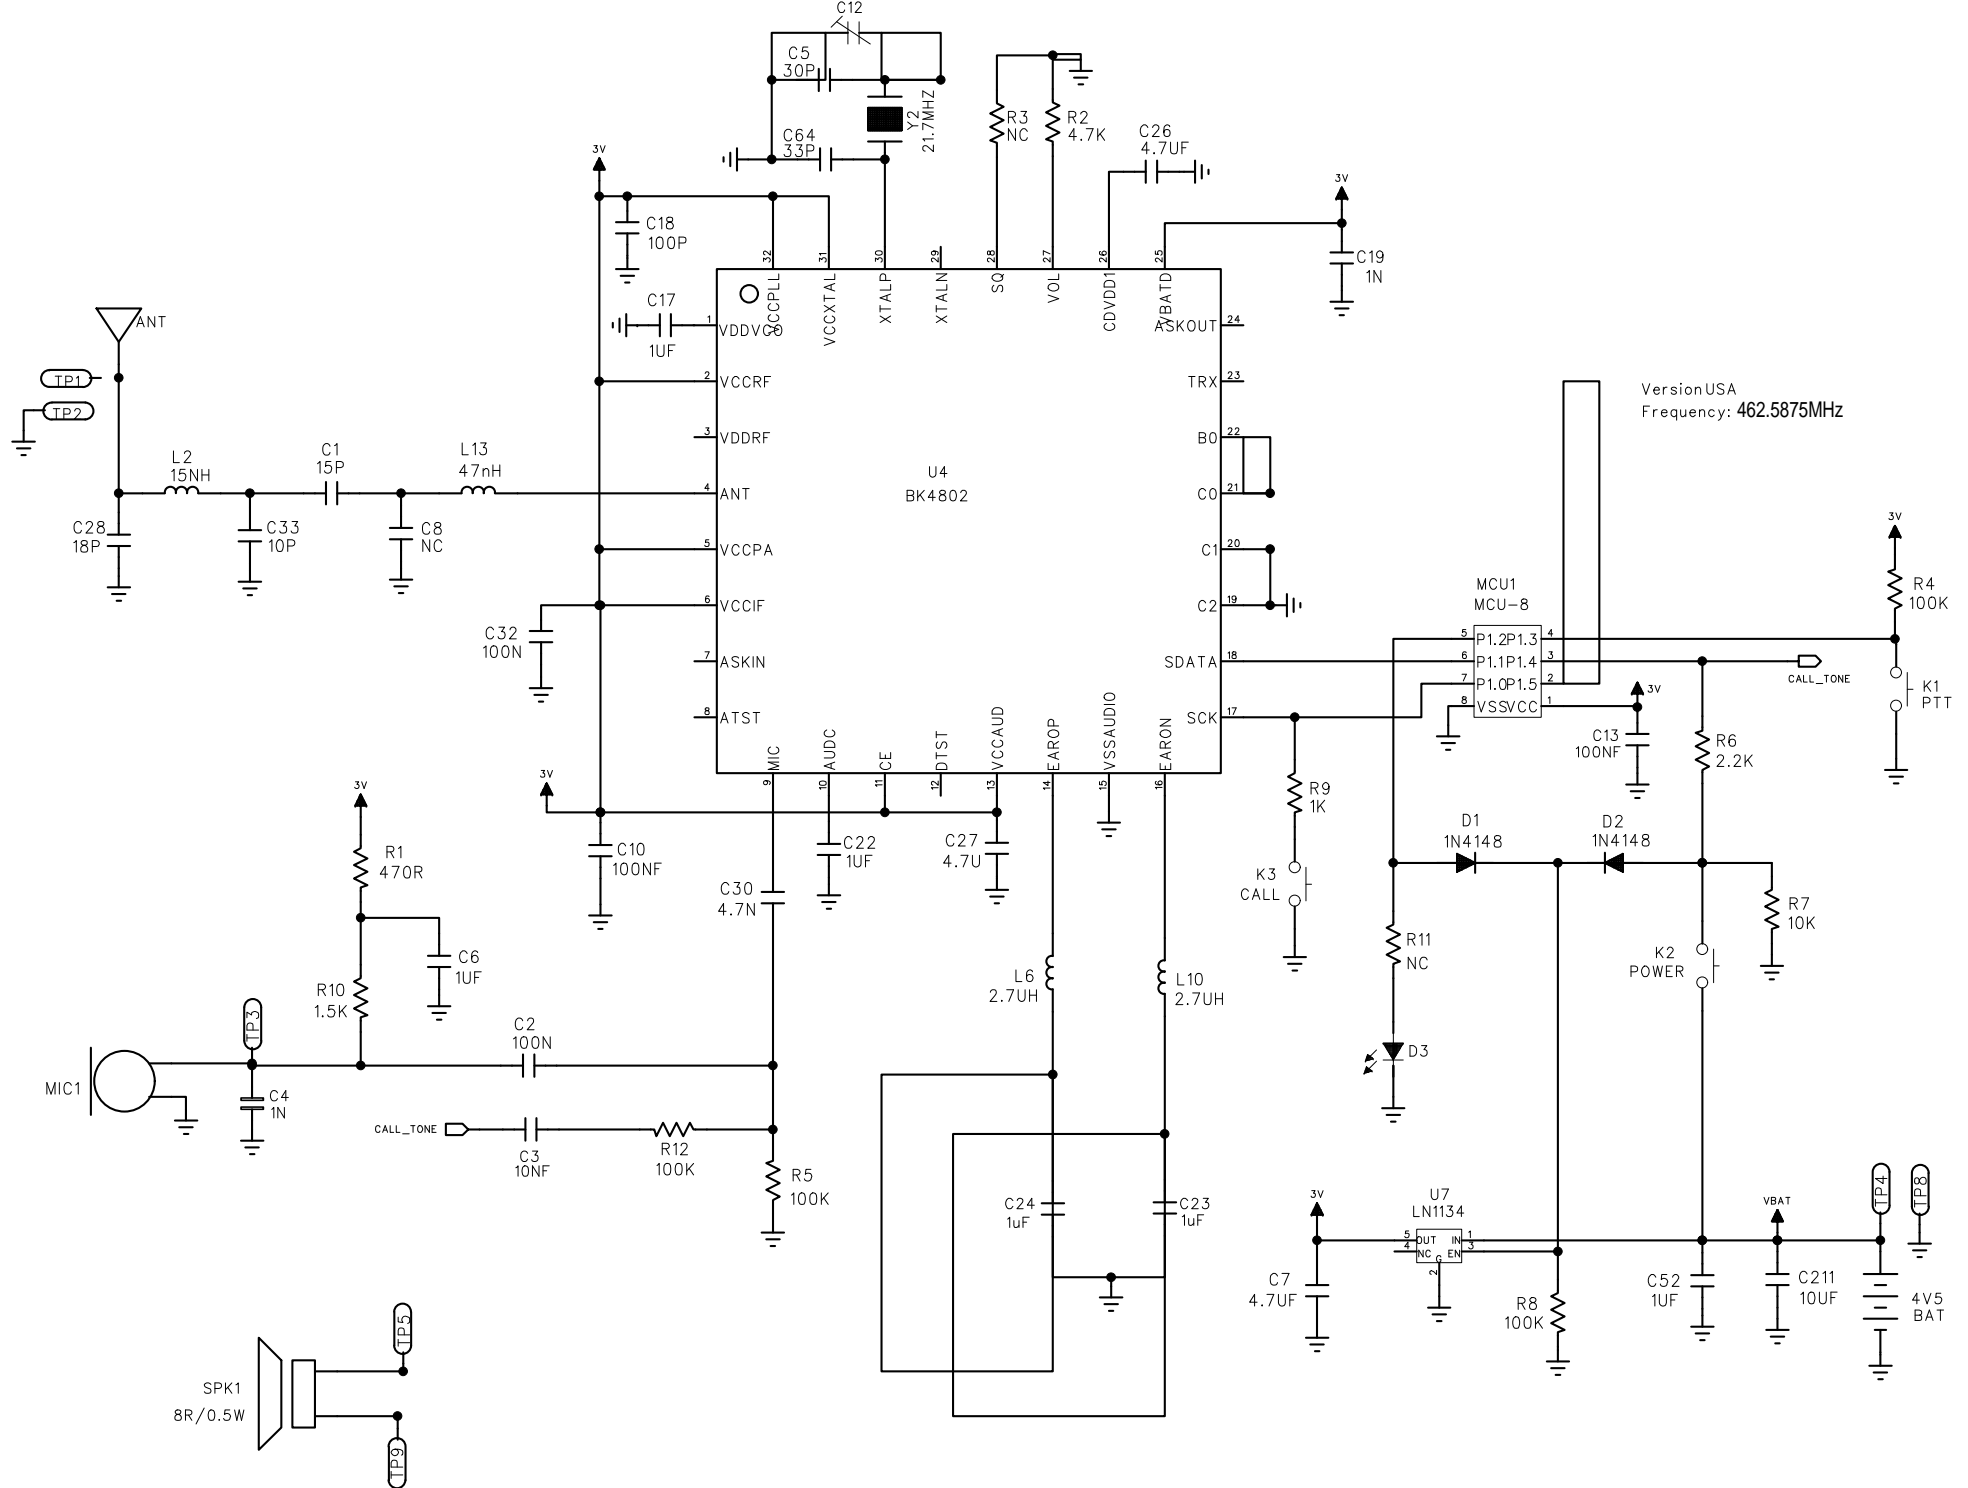 C12
C5
30P
Y2
21.7MHZ
C64
33P
R3
NC
R2
4.7K
C26
4.7UF
3V
C18
100P
3V
C19
1N
32
31
30
29
28
27
26
25
VCCPLL
VCCXTAL
XTALP
XTALN
SQ
VOL
CDVDD1
VBATD
C17
1UF
1
VDDVCO
2
VCCRF
3
VDDRF
4
ANT
5
VCCPA
6
VCCIF
7
ASKIN
8
ATST
ASKOUT
24
TRX
23
B0
22
C0
21
C1
20
C2
19
SDATA
18
SCK
17
U4
BK4802
MIC
AUDC
CE
DTST
VCCAUD
EAROP
VSSAUDIO
EARON
9
10
11
12
13
14
15
16
ANT
TP1
TP2
L2
15NH
C1
15P
L13
47nH
C28
18P
C33
10P
C8
NC
C32
100N
VersionUSA
Frequency: 462.5875MHz
MCU1
MCU-8
5
P1.2P1.3
4
6
P1.1P1.4
3
7
P1.0P1.5
2
8
VSSVCC
1
3V
R4
100K
CALL_TONE
K1
PTT
3V
C13
100NF
R6
2.2K
R9
1K
K3
CALL
D1
1N4148
D2
1N4148
R7
10K
R11
NC
K2
POWER
D3
3V
C10
100NF
C22
1UF
C27
4.7U
C30
4.7N
3V
R1
470R
C6
1UF
R10
1.5K
TP3
MIC1
C4
1N
C2
100N
CALL_TONE
C3
10NF
R12
100K
R5
100K
L6
2.7UH
L10
2.7UH
C24
1uF
C23
1uF
3V
U7
LN1134
5
OUT
IN
1
4
NC
G
EN
3
2
C7
4.7UF
R8
100K
VBAT
TP4
TP8
C52
1UF
C211
10UF
4V5
BAT
SPK1
8R/0.5W
TP5
TP9